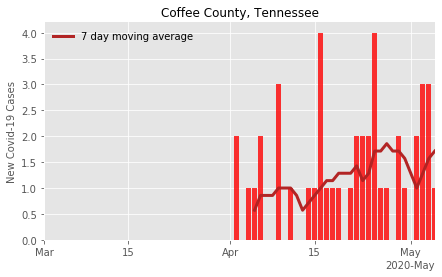 Coffee County, Tennessee
7 day moving average
New Covid-19 Cases
4.0
3.5
3.0
2.5
2.0
1.5
1.0
0.5
0.0
Mar 15 Apr 15 May
2020-May